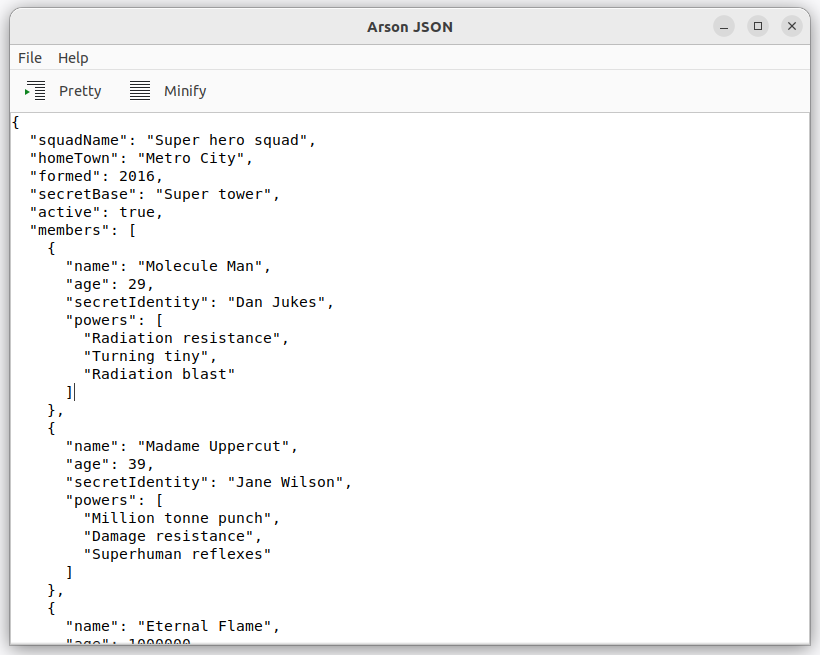 Arson JSON
File Help
Pretty Minify
{
  "squadName": "Super hero squad",
  "homeTown": "Metro City",
  "formed": 2016,
  "secretBase": "Super tower",
  "active": true,
  "members": [
    {
      "name": "Molecule Man",
      "age": 29,
      "secretIdentity": "Dan Jukes",
      "powers": [
        "Radiation resistance",
        "Turning tiny",
        "Radiation blast"
      ]
    },
    {
      "name": "Madame Uppercut",
      "age": 39,
      "secretIdentity": "Jane Wilson",
      "powers": [
        "Million tonne punch",
        "Damage resistance",
        "Superhuman reflexes"
      ]
    },
    {
      "name": "Eternal Flame",
      "age": 1000000